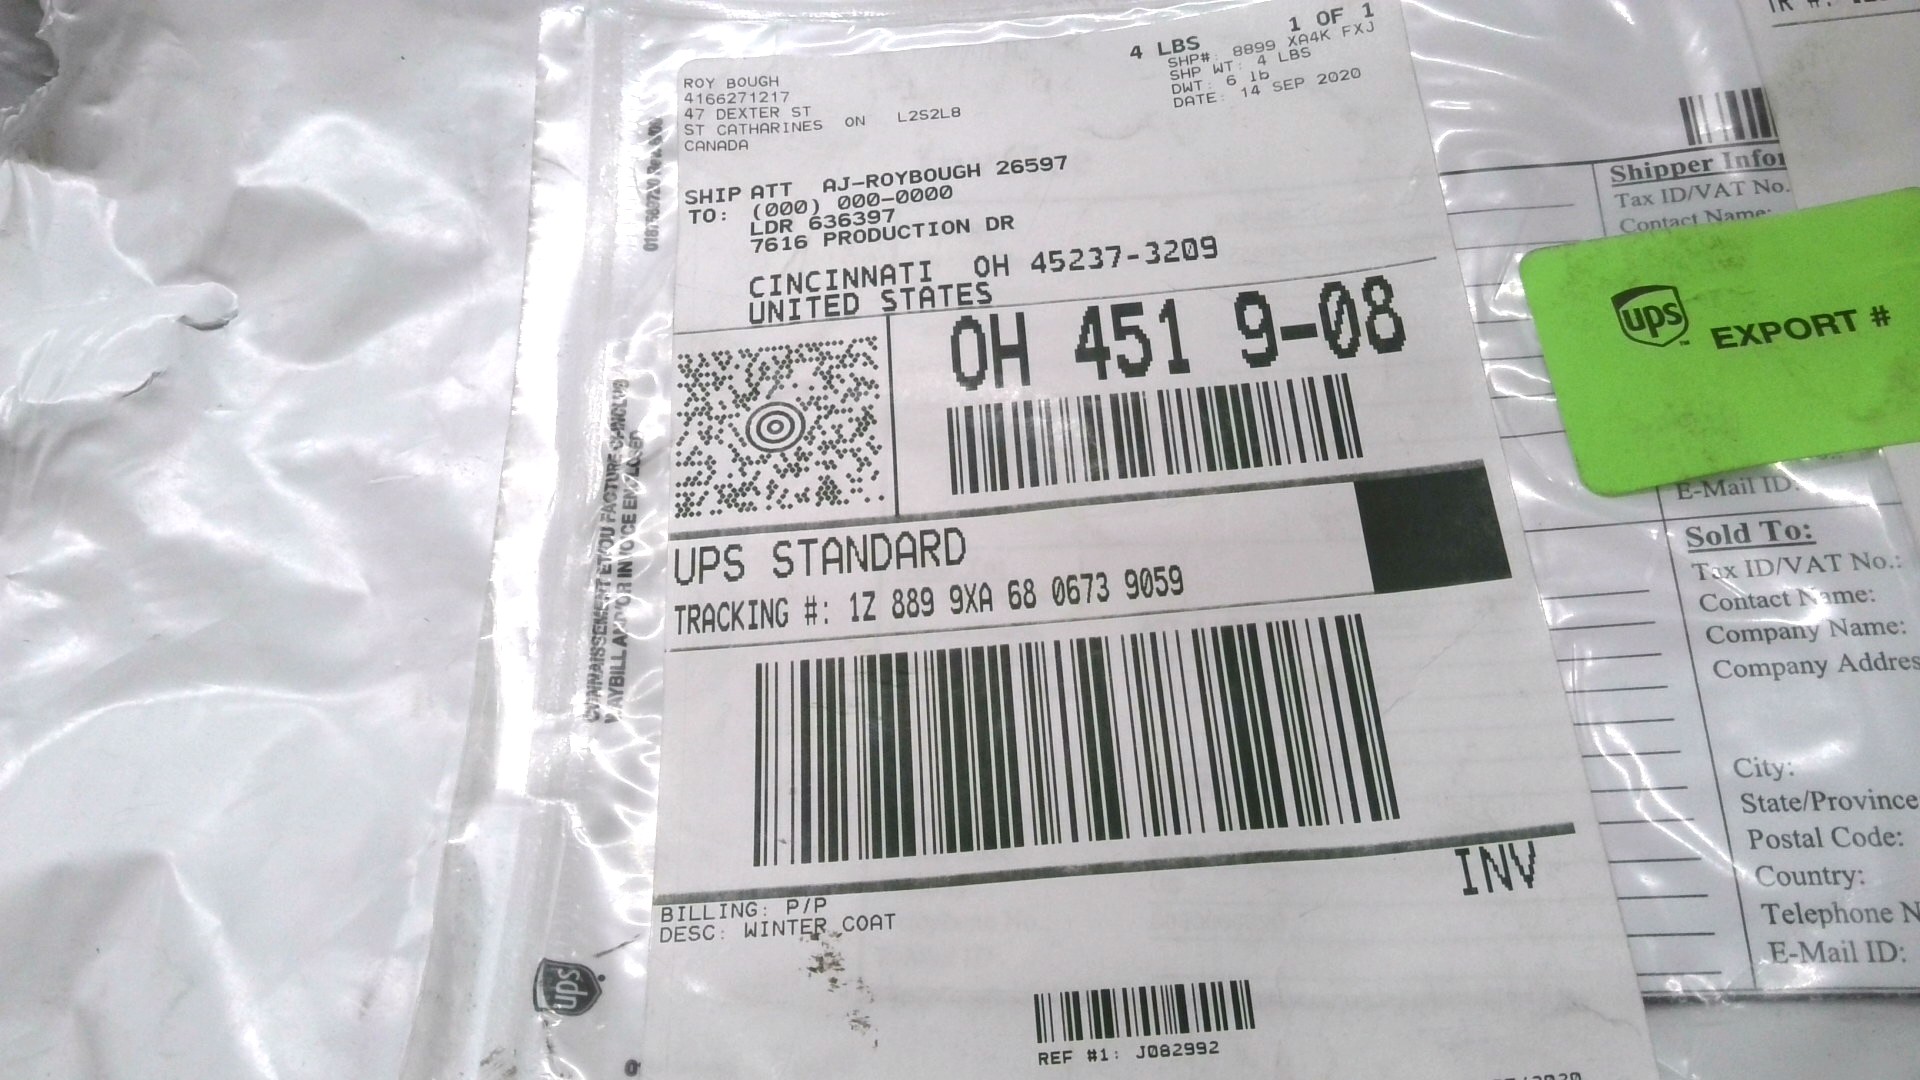 ROY BOUGH
4166271217
47 DEXTER ST
ST CATHARINES ON L2S2L8
CANADA
4 LBS 1 OF 1
SHP#: 8899 XA4K FXJ
SHP WT: 4 LBS
DWT: 6 lb
DATE: 14 SEP 2020
SHIP ATT AJ-ROYBOUGH 26597
TO: (000) 000-0000
LDR 636397
7616 PRODUCTION DR
CINCINNATI OH 45237-3209
UNITED STATES
OH 451 9-08
UPS STANDARD
TRACKING #: 1Z 889 9XA 68 0673 9059
INV
BILLING: P/P
DESC: WINTER COAT
REF #1: J082992
ups
ups
EXPORT #
Shipper Infor
Tax ID/VAT No.
Contact Name:
E-Mail ID:
Sold To:
Tax ID/VAT No.:
Contact Name:
Company Name:
Company Addres
City:
State/Province
Postal Code:
Country:
Telephone N
E-Mail ID: